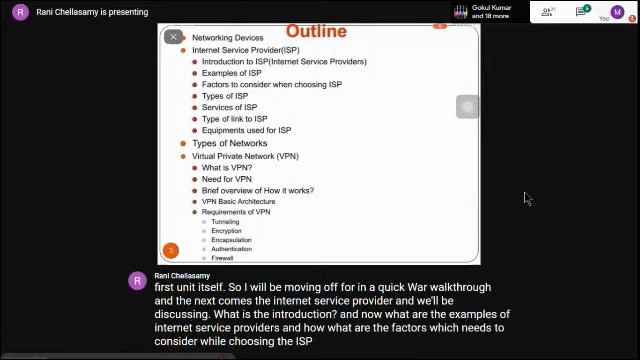 R Rani Chellasamy is presenting
Gokul Kumar
and 18 more
21
You
M
Outline
Networking Devices
Internet Service Provider(ISP)
Introduction to ISP(Internet Service Providers)
Examples of ISP
Factors to consider when choosing ISP
Types of ISP
Services of ISP
Type of link to ISP
Equipments used for ISP
Types of Networks
Virtual Private Network (VPN)
What is VPN?
Need for VPN
Brief overview of How it works?
VPN Basic Architecture
Requirements of VPN
Tunneling
Encryption
Encapsulation
Authentication
Firewall
3
R Rani Chellasamy
first unit itself. So I will be moving off for in a quick War walkthrough
and the next comes the internet service provider and we'll be
discussing. What is the introduction? and now what are the examples of
internet service providers and how what are the factors which needs to
consider while choosing the ISP